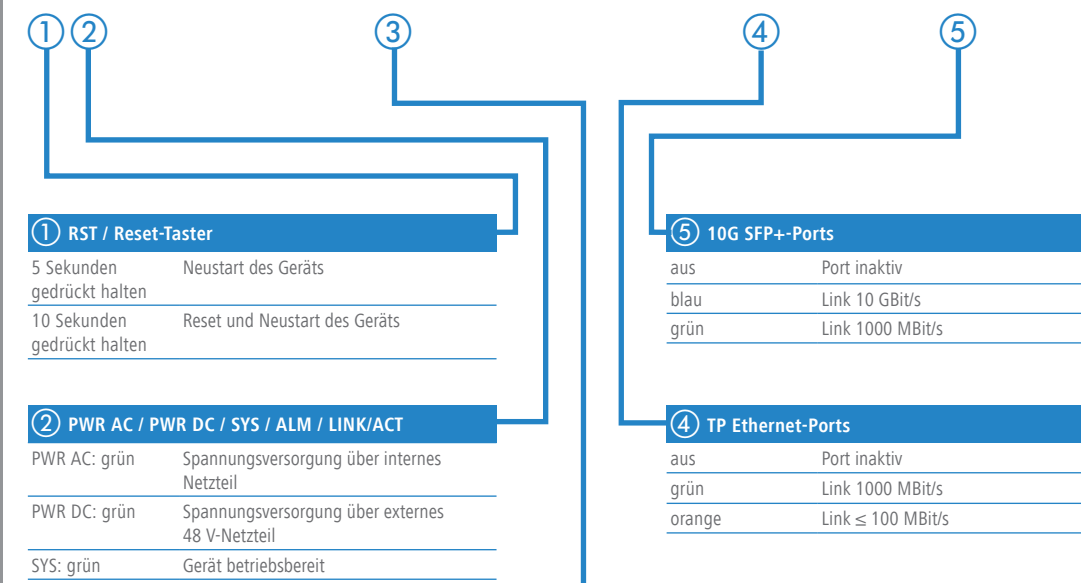 1 2 3 4 5
1 RST / Reset-Taster
5 Sekunden gedrückt halten Neustart des Geräts
10 Sekunden gedrückt halten Reset und Neustart des Geräts
2 PWR AC / PWR DC / SYS / ALM / LINK/ACT
PWR AC: grün Spannungsversorgung über internes
Netzteil
PWR DC: grün Spannungsversorgung über externes
48 V-Netzteil
SYS: grün Gerät betriebsbereit
5 10G SFP+-Ports
aus Port inaktiv
blau Link 10 GBit/s
grün Link 1000 MBit/s
4 TP Ethernet-Ports
aus Port inaktiv
grün Link 1000 MBit/s
orange Link ≤ 100 MBit/s